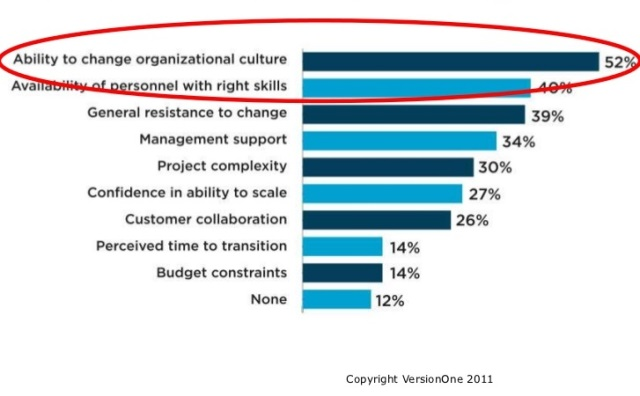 Ability to change organizational culture 52%
Availability of personnel with right skills 40%
General resistance to change 39%
Management support 34%
Project complexity 30%
Confidence in ability to scale 27%
Customer collaboration 26%
Perceived time to transition 14%
Budget constraints 14%
None 12%
Copyright VersionOne 2011